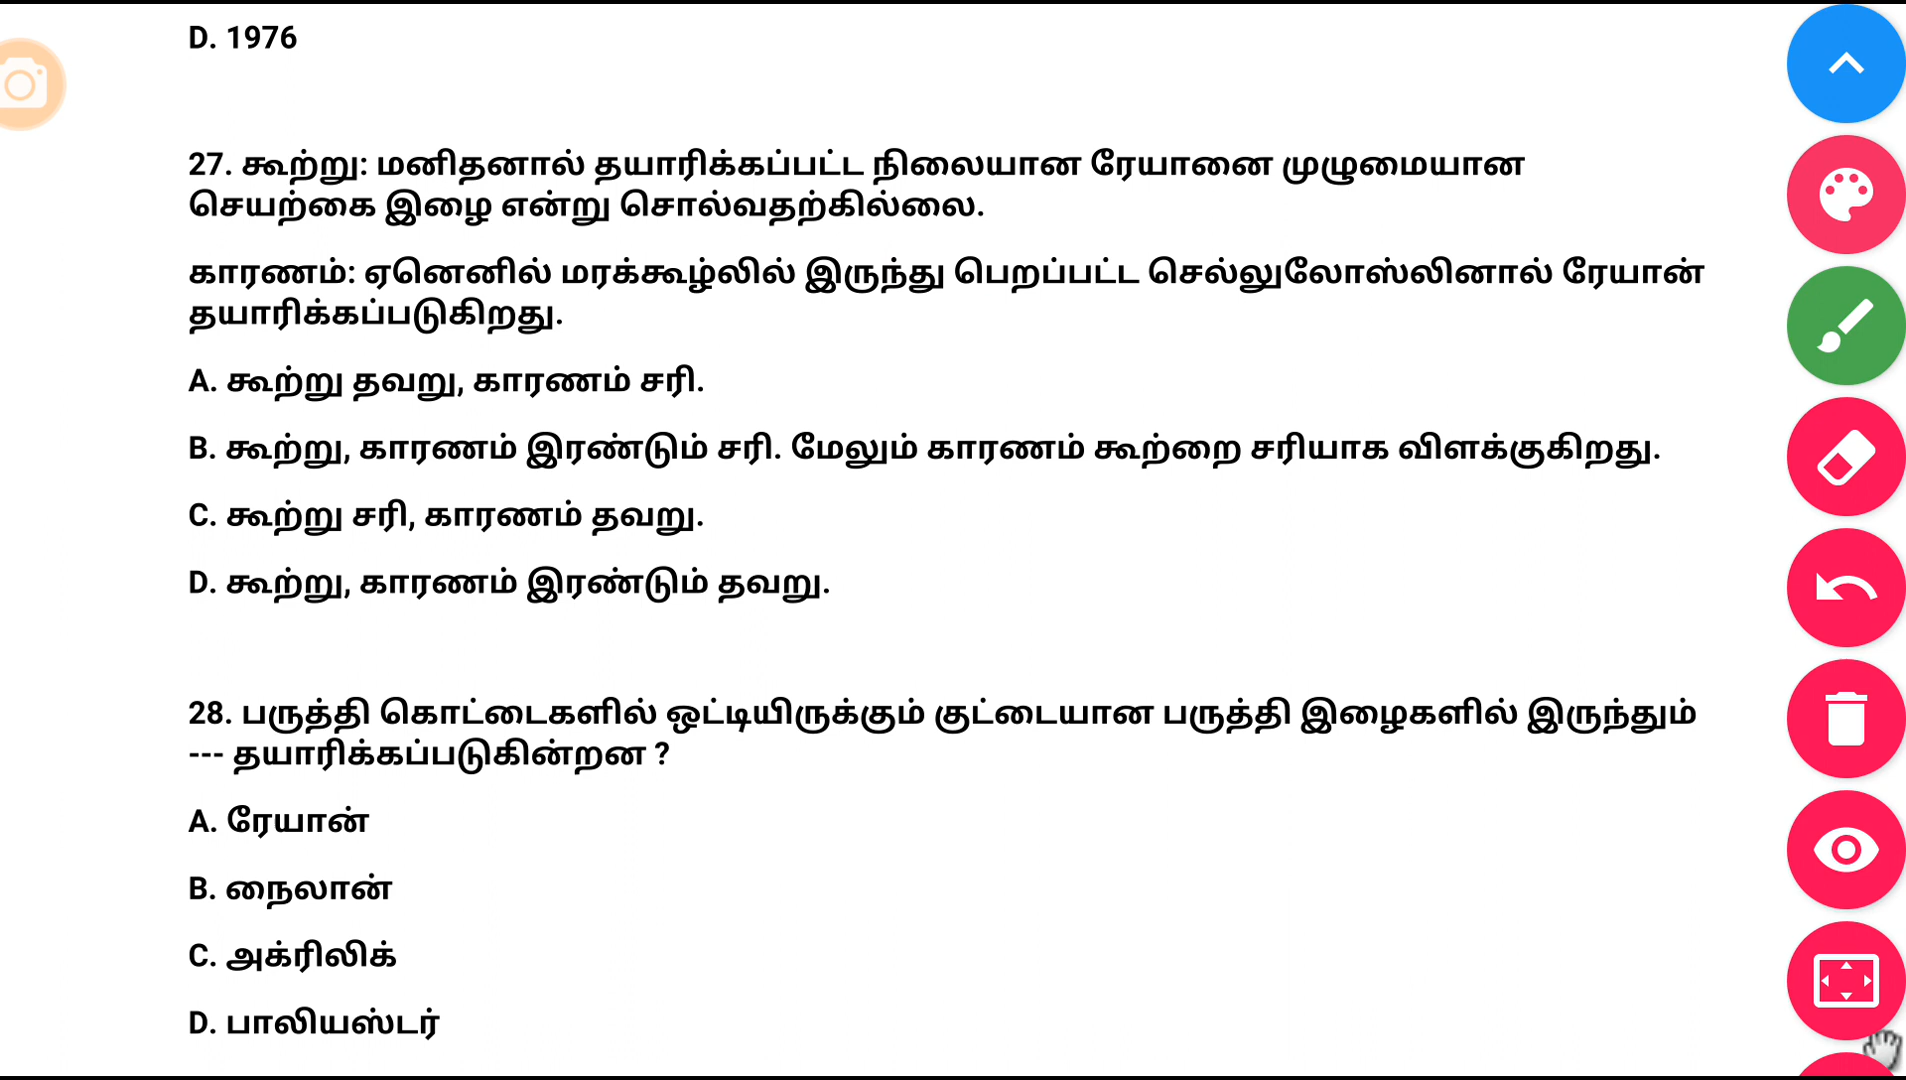 D. 1976
27. கூற்று: மனிதனால் தயாரிக்கப்பட்ட நிலையான ரேயானை முழுமையான
செயற்கை இழை என்று சொல்வதற்கில்லை.
காரணம்: ஏனெனில் மரக்கூழ்லில் இருந்து பெறப்பட்ட செல்லுலோஸ்லினால் ரேயான்
தயாரிக்கப்படுகிறது.
A. கூற்று தவறு, காரணம் சரி.
B. கூற்று, காரணம் இரண்டும் சரி. மேலும் காரணம் கூற்றை சரியாக விளக்குகிறது.
C. கூற்று சரி, காரணம் தவறு.
D. கூற்று, காரணம் இரண்டும் தவறு.
28. பருத்தி கொட்டைகளில் ஒட்டியிருக்கும் குட்டையான பருத்தி இழைகளில் இருந்தும்
--- தயாரிக்கப்படுகின்றன ?
A. ரேயான்
B. நைலான்
C. அக்ரிலிக்
D. பாலியஸ்டர்